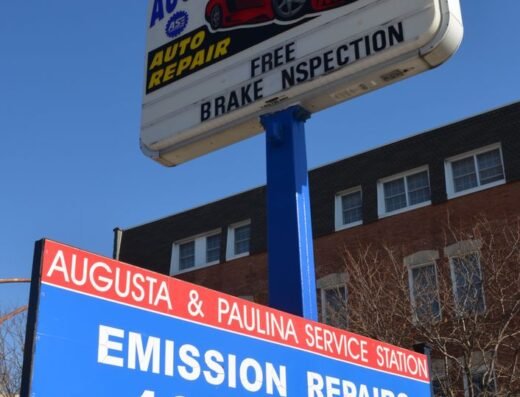 AUTO
REPAIR
FREE
BRAKE NSPECTION
AUGUSTA & PAULINA SERVICE STATION
EMISSION REPAIRS